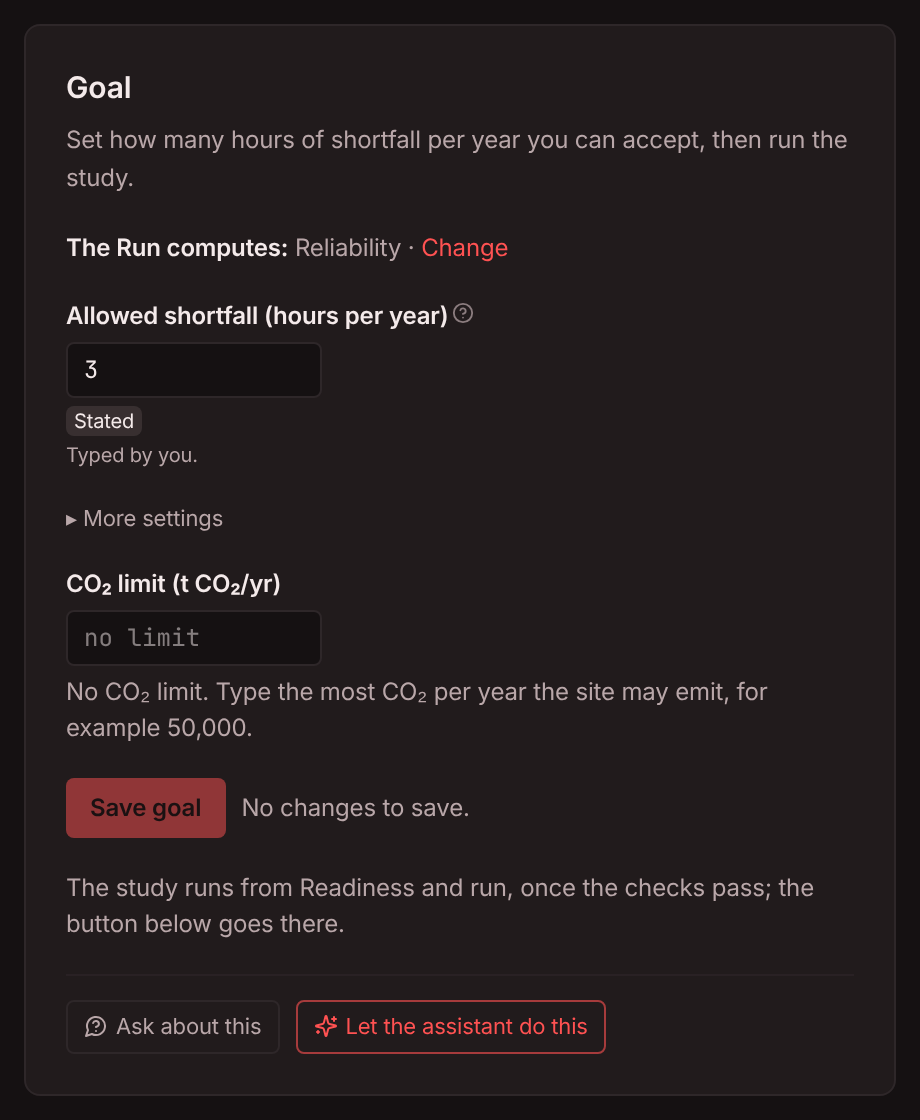 Goal
Set how many hours of shortfall per year you can accept, then run the
study.
The Run computes: Reliability · Change
Allowed shortfall (hours per year) ?
3
Stated
Typed by you.
▸ More settings
CO₂ limit (t CO₂/yr)
no limit
No CO₂ limit. Type the most CO₂ per year the site may emit, for
example 50,000.
Save goal No changes to save.
The study runs from Readiness and run, once the checks pass; the
button below goes there.
Ask about this Let the assistant do this